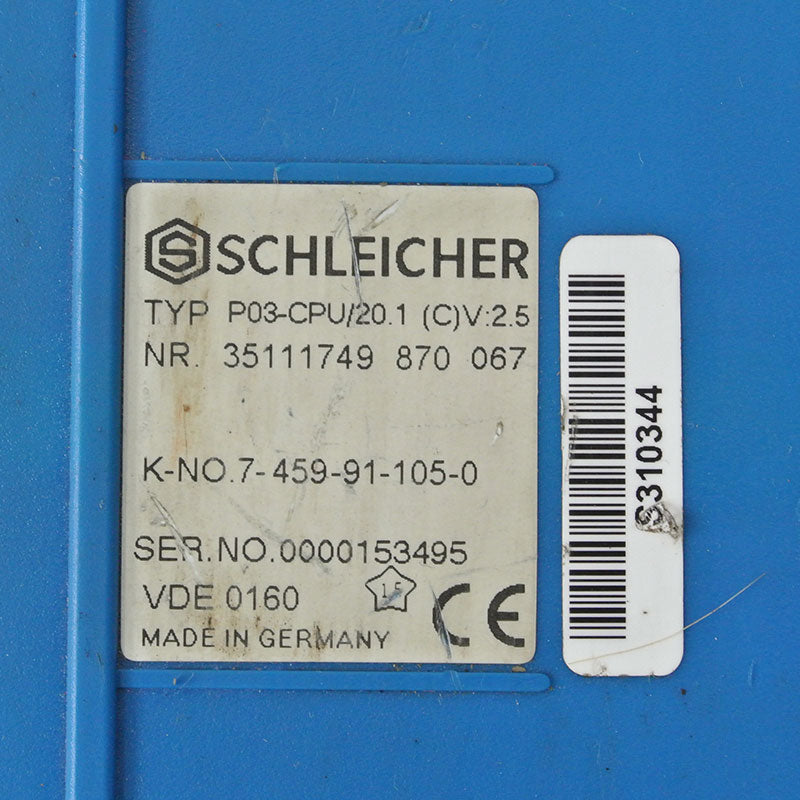 S SCHLEICHER
TYP P03-CPU/20.1 (C)V:2.5
NR. 35111749 870 067
K-NO.7-459-91-105-0
SER.NO.0000153495
VDE 0160
CE
MADE IN GERMANY
S310344